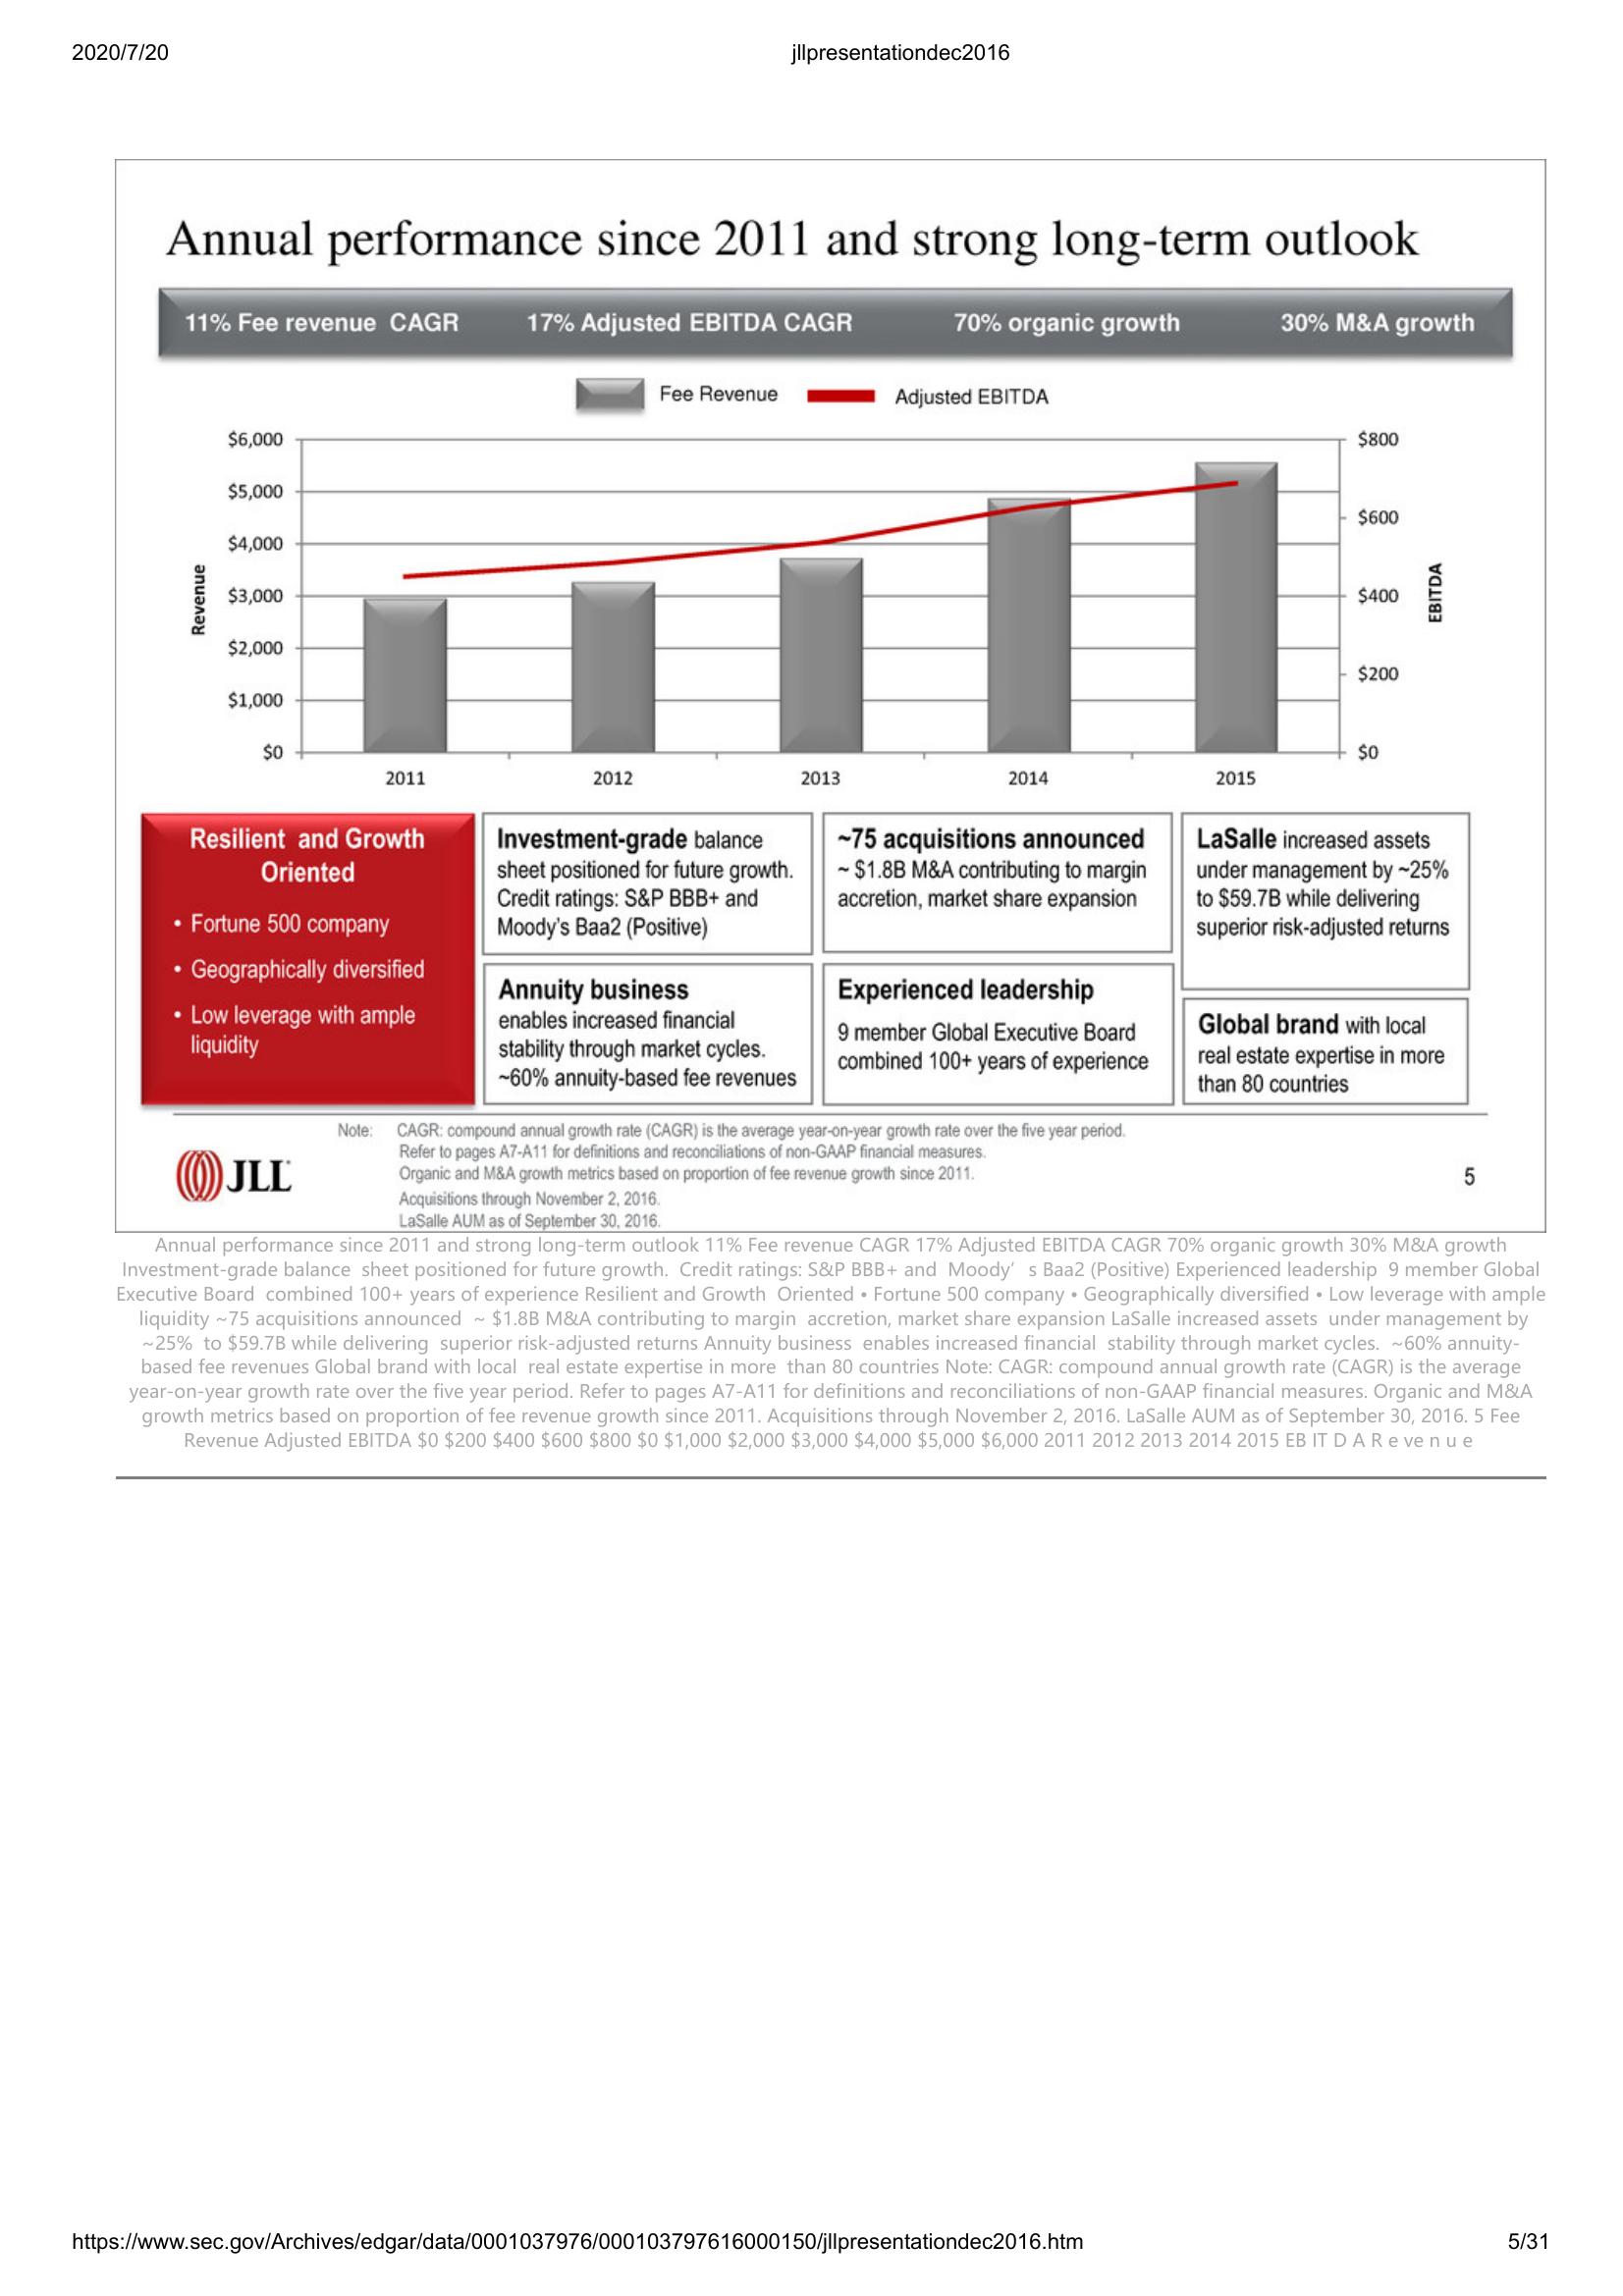 2020/7/20
jllpresentationdec2016
Annual performance since 2011 and strong long-term outlook
11% Fee revenue CAGR
17% Adjusted EBITDA CAGR
70% organic growth
30% M&A growth
Fee Revenue
Adjusted EBITDA
$6,000
$5,000
$4,000
$3,000
$2,000
$1,000
$0
Revenue
$800
$600
$400
$200
$0
EBITDA
2011
2012
2013
2014
2015
Resilient and Growth
Oriented
• Fortune 500 company
• Geographically diversified
• Low leverage with ample
liquidity
Investment-grade balance
sheet positioned for future growth.
Credit ratings: S&P BBB+ and
Moody's Baa2 (Positive)
~75 acquisitions announced
~ $1.8B M&A contributing to margin
accretion, market share expansion
LaSalle increased assets
under management by ~25%
to $59.7B while delivering
superior risk-adjusted returns
Annuity business
enables increased financial
stability through market cycles.
~60% annuity-based fee revenues
Experienced leadership
9 member Global Executive Board
combined 100+ years of experience
Global brand with local
real estate expertise in more
than 80 countries
Note: CAGR: compound annual growth rate (CAGR) is the average year-on-year growth rate over the five year period.
Refer to pages A7-A11 for definitions and reconciliations of non-GAAP financial measures.
Organic and M&A growth metrics based on proportion of fee revenue growth since 2011.
Acquisitions through November 2, 2016.
LaSalle AUM as of September 30, 2016.
JLL
5
Annual performance since 2011 and strong long-term outlook 11% Fee revenue CAGR 17% Adjusted EBITDA CAGR 70% organic growth 30% M&A growth
Investment-grade balance sheet positioned for future growth. Credit ratings: S&P BBB+ and Moody' s Baa2 (Positive) Experienced leadership 9 member Global
Executive Board combined 100+ years of experience Resilient and Growth Oriented • Fortune 500 company • Geographically diversified • Low leverage with ample
liquidity ~75 acquisitions announced ~ $1.8B M&A contributing to margin accretion, market share expansion LaSalle increased assets under management by
~25% to $59.7B while delivering superior risk-adjusted returns Annuity business enables increased financial stability through market cycles. ~60% annuity-
based fee revenues Global brand with local real estate expertise in more than 80 countries Note: CAGR: compound annual growth rate (CAGR) is the average
year-on-year growth rate over the five year period. Refer to pages A7-A11 for definitions and reconciliations of non-GAAP financial measures. Organic and M&A
growth metrics based on proportion of fee revenue growth since 2011. Acquisitions through November 2, 2016. LaSalle AUM as of September 30, 2016. 5 Fee
Revenue Adjusted EBITDA $0 $200 $400 $600 $800 $0 $1,000 $2,000 $3,000 $4,000 $5,000 $6,000 2011 2012 2013 2014 2015 EB IT D A R e ve n u e
https://www.sec.gov/Archives/edgar/data/0001037976/000103797616000150/jllpresentationdec2016.htm
5/31